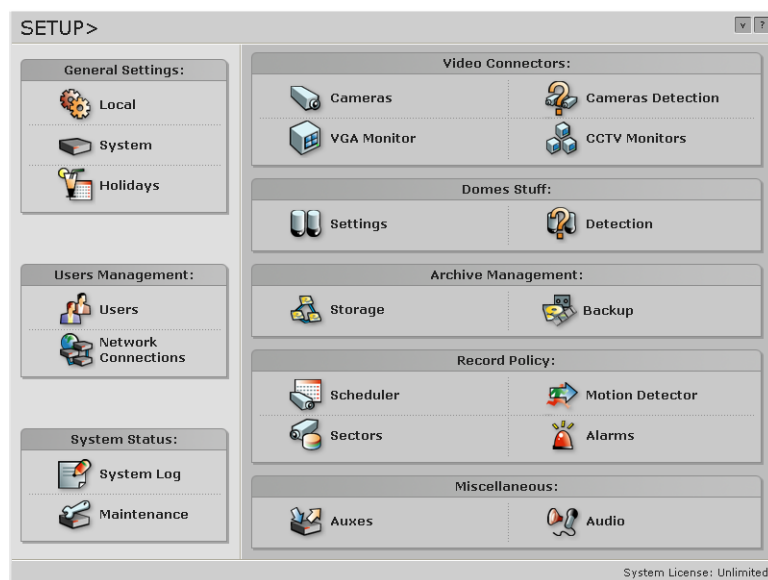 SETUP>
v ?
General Settings:
Local
System
Holidays
Users Management:
Users
Network
Connections
System Status:
System Log
Maintenance
Video Connectors:
Cameras
Cameras Detection
VGA Monitor
CCTV Monitors
Domes Stuff:
Settings
Detection
Archive Management:
Storage
Backup
Record Policy:
Scheduler
Motion Detector
Sectors
Alarms
Miscellaneous:
Auxes
Audio
System License: Unlimited